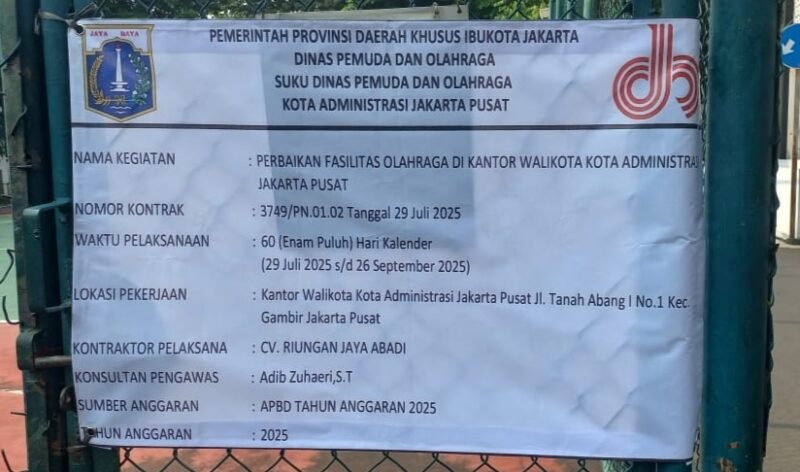 JAYA RAYA
PEMERINTAH PROVINSI DAERAH KHUSUS IBUKOTA JAKARTA
DINAS PEMUDA DAN OLAHRAGA
SUKU DINAS PEMUDA DAN OLAHRAGA
KOTA ADMINISTRASI JAKARTA PUSAT
NAMA KEGIATAN : PERBAIKAN FASILITAS OLAHRAGA DI KANTOR WALIKOTA KOTA ADMINISTRASI
JAKARTA PUSAT
NOMOR KONTRAK : 3749/PN.01.02 Tanggal 29 Juli 2025
WAKTU PELAKSANAAN : 60 (Enam Puluh) Hari Kalender
(29 Juli 2025 s/d 26 September 2025)
LOKASI PEKERJAAN : Kantor Walikota Kota Administrasi Jakarta Pusat Jl. Tanah Abang I No.1 Kec.
Gambir Jakarta Pusat
KONTRAKTOR PELAKSANA : CV. RIUNGAN JAYA ABADI
KONSULTAN PENGAWAS : Adib Zuhaeri,S.T
SUMBER ANGGARAN : APBD TAHUN ANGGARAN 2025
TAHUN ANGGARAN : 2025